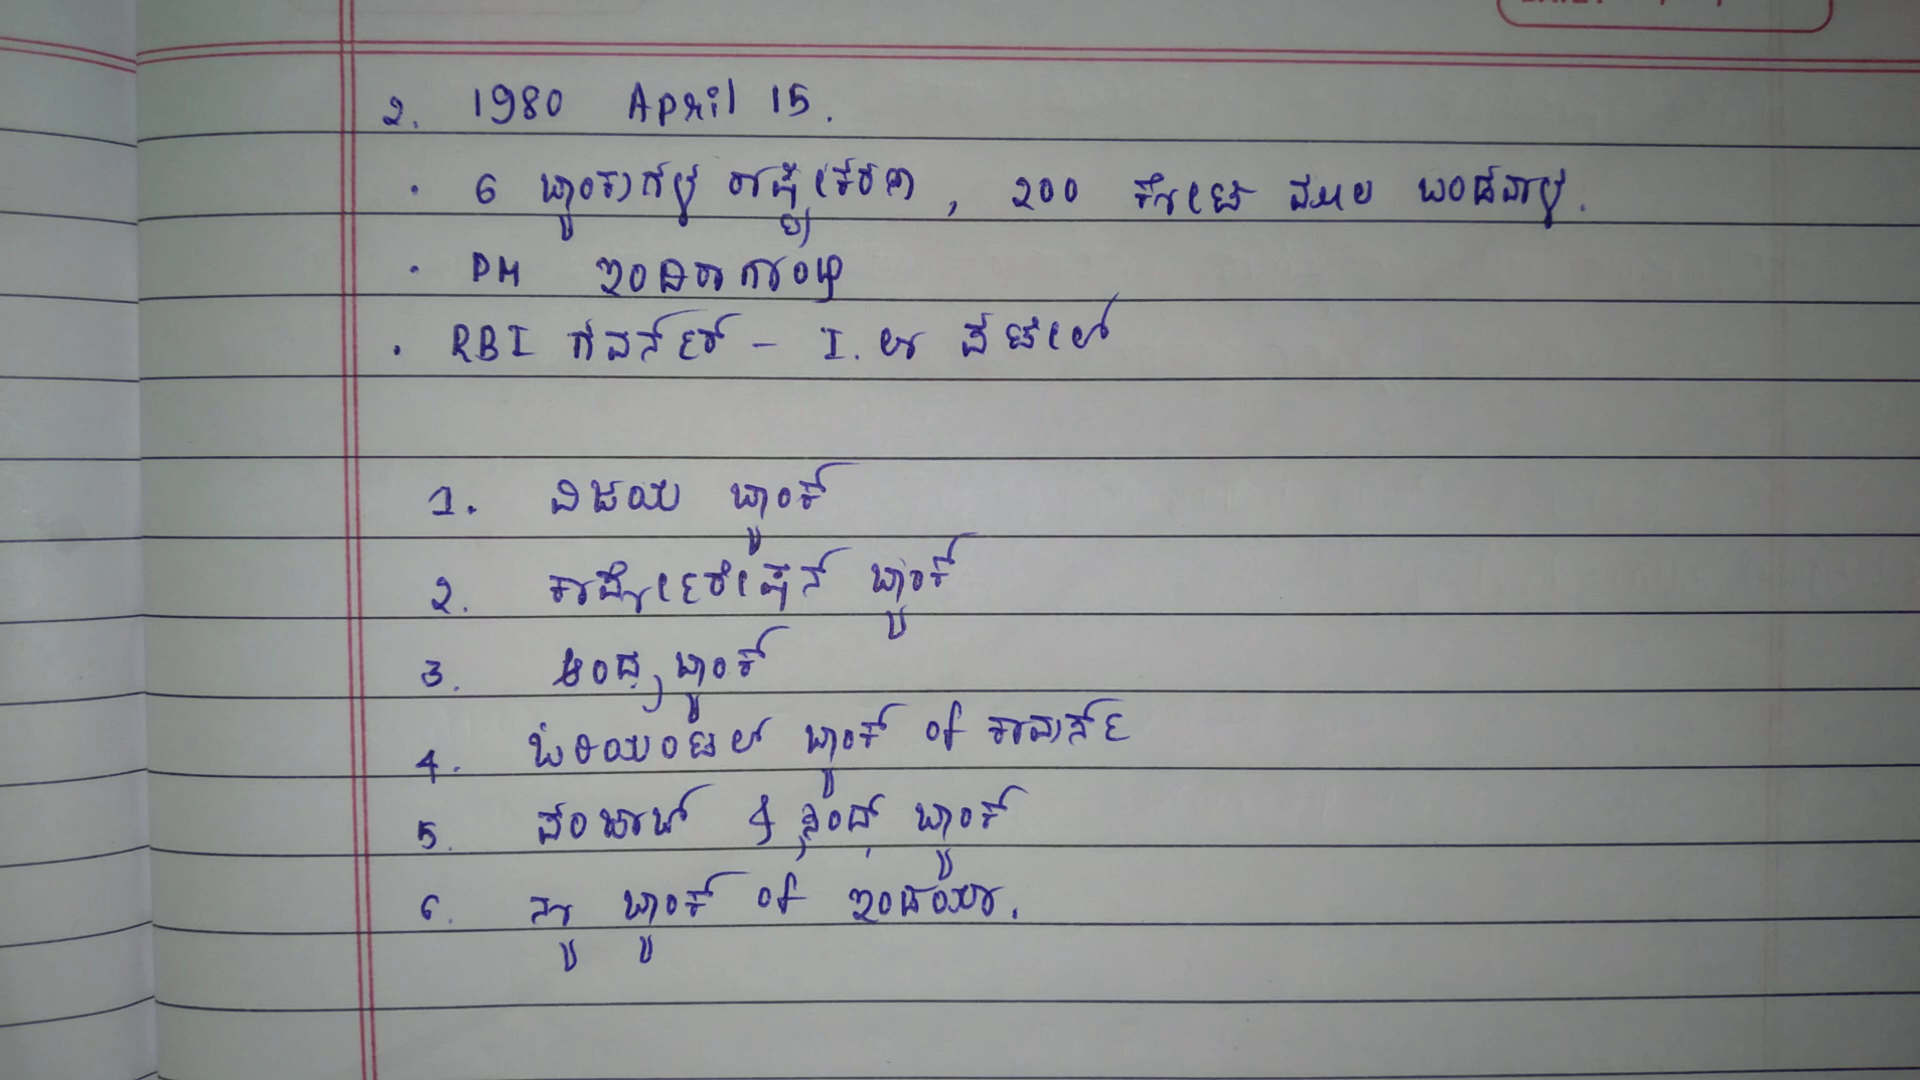 2. 1980 April 15.
· 6 ಬ್ಯಾಂಕುಗಳ ರಾಷ್ಟ್ರೀಕರಣ, 200 ಕೋಟಿ ಬಂಡವಾಳ.
· PM ಇಂದಿರಾಗಾಂಧಿ
· RBI ಗವರ್ನರ್ - I. ಜಿ ಪಟೇಲ್
1. ವಿಜಯ ಬ್ಯಾಂಕ್
2. ಕಾರ್ಪೋರೇಷನ್ ಬ್ಯಾಂಕ್
3. ಆಂಧ್ರ ಬ್ಯಾಂಕ್
4. ಓರಿಯಂಟಲ್ ಬ್ಯಾಂಕ್ of ಕಾಮರ್ಸ್
5. ಪಂಜಾಬ್ & ಸಿಂಧ್ ಬ್ಯಾಂಕ್
6. ನ್ಯೂ ಬ್ಯಾಂಕ್ of ಇಂಡಿಯಾ.